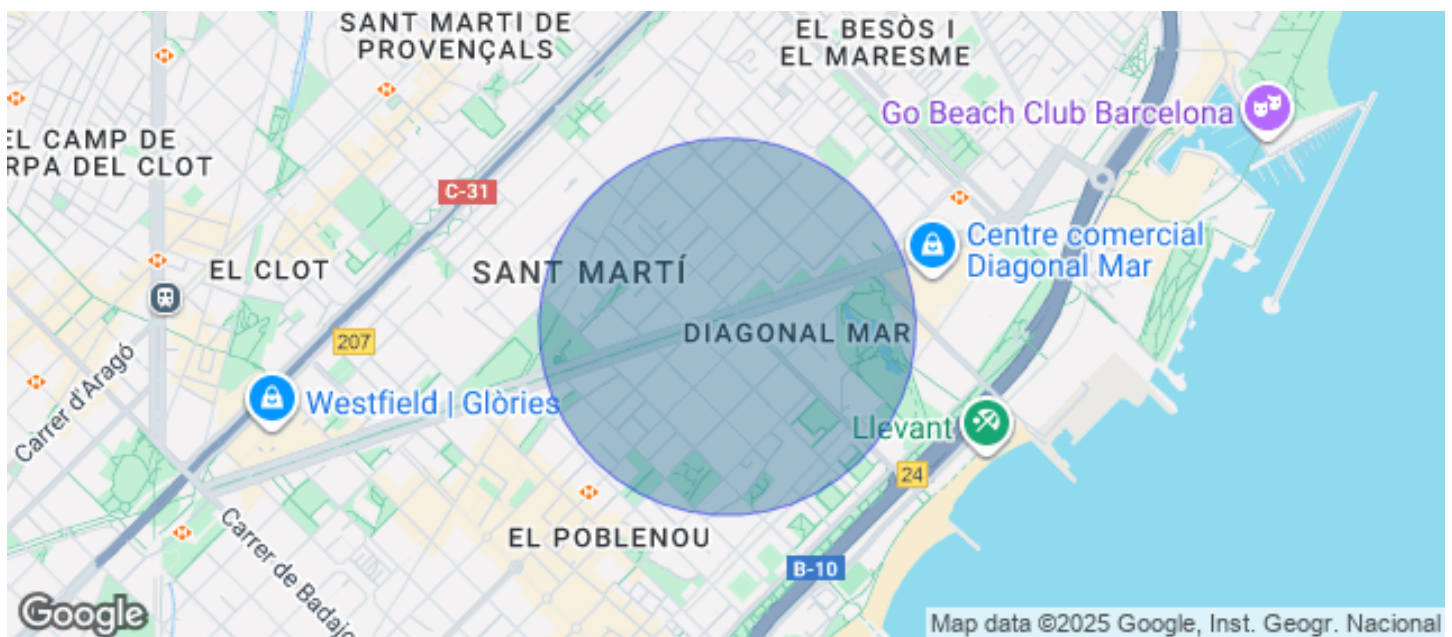 SANT MARTÍ DE
PROVENÇALS
EL BESÒS I
EL MARESME
Go Beach Club Barcelona
EL CAMP DE
RPA DEL CLOT
C-31
Centre comercial
Diagonal Mar
EL CLOT
SANT MARTÍ
DIAGONAL MAR
207
Carrer d'Aragó
Westfield | Glòries
Llevant
24
EL POBLENOU
Carrer de Badajo
B-10
Google
Map data ©2025 Google, Inst. Geogr. Nacional